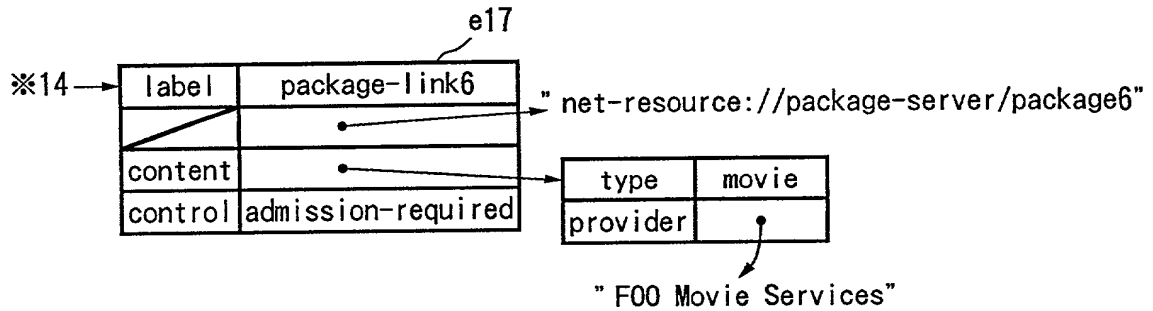 e17
※14
label package-link6
" net-resource://package-server/package6"
content
type movie
control admission-required
provider
" FOO Movie Services"